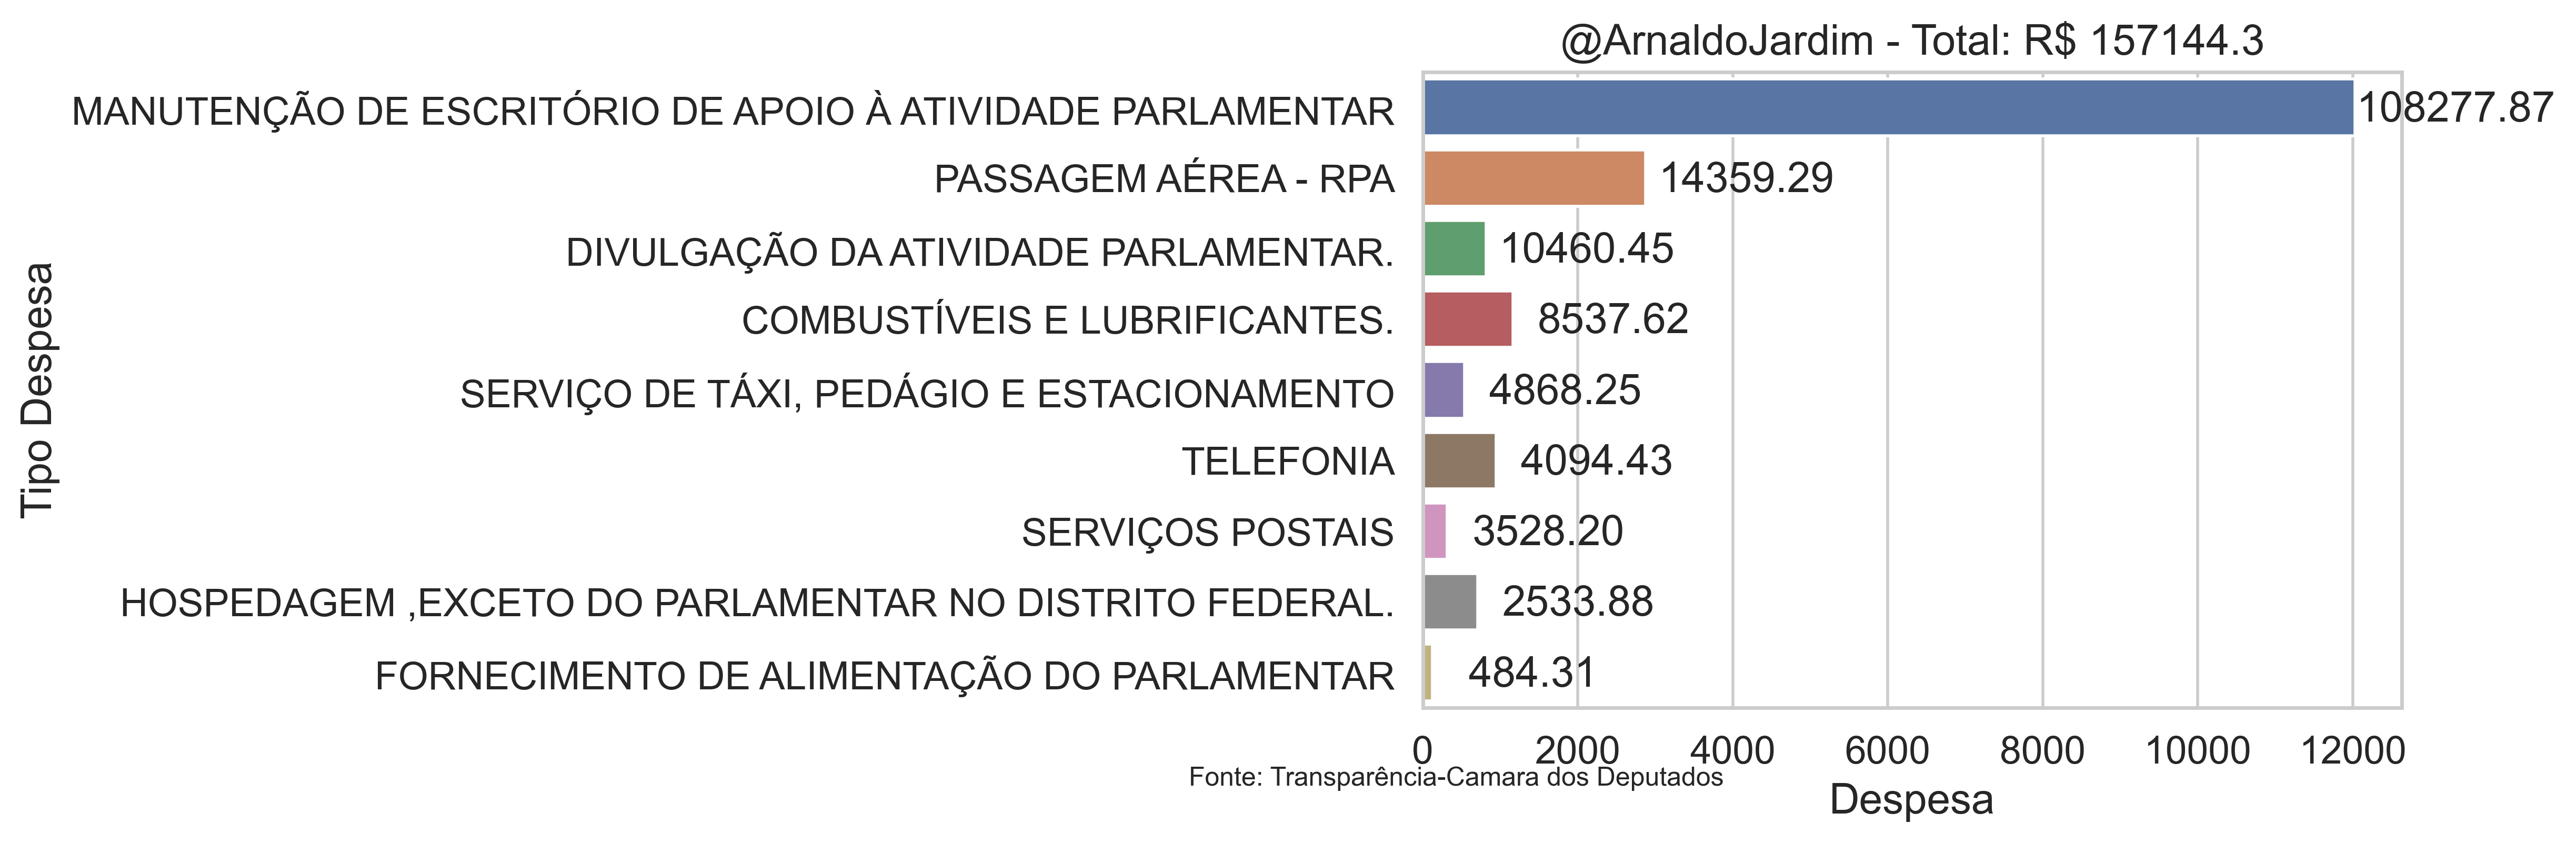 @ArnaldoJardim - Total: R$ 157144.3
Tipo Despesa
MANUTENÇÃO DE ESCRITÓRIO DE APOIO À ATIVIDADE PARLAMENTAR 108277.87
PASSAGEM AÉREA - RPA 14359.29
DIVULGAÇÃO DA ATIVIDADE PARLAMENTAR. 10460.45
COMBUSTÍVEIS E LUBRIFICANTES. 8537.62
SERVIÇO DE TÁXI, PEDÁGIO E ESTACIONAMENTO 4868.25
TELEFONIA 4094.43
SERVIÇOS POSTAIS 3528.20
HOSPEDAGEM ,EXCETO DO PARLAMENTAR NO DISTRITO FEDERAL. 2533.88
FORNECIMENTO DE ALIMENTAÇÃO DO PARLAMENTAR 484.31
0 2000 4000 6000 8000 10000 12000
Fonte: Transparência-Camara dos Deputados
Despesa